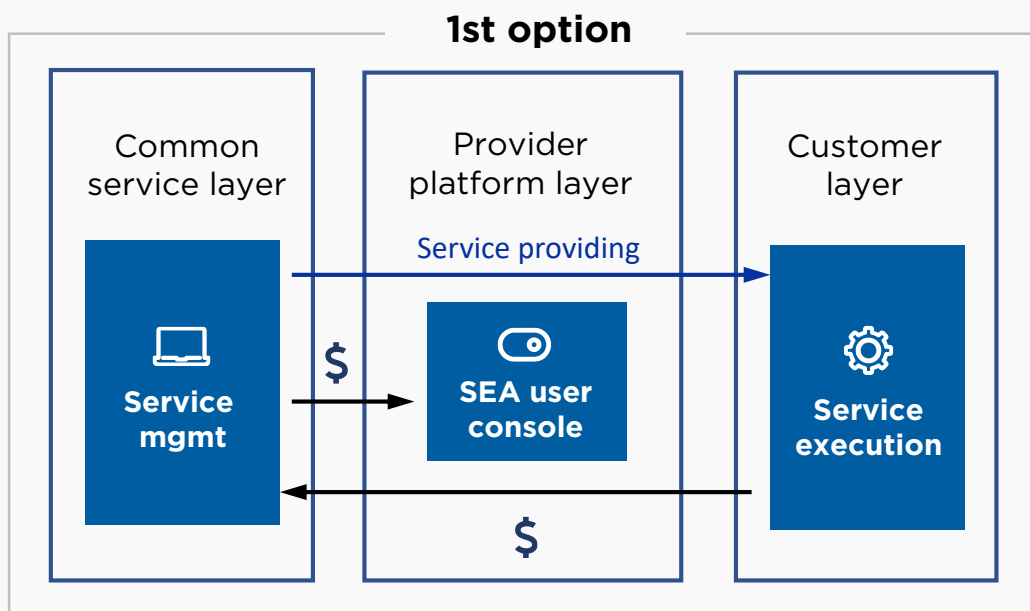 1st option
Common
service layer
Provider
platform layer
Customer
layer
Service providing
$
Service
mgmt
SEA user
console
Service
execution
$